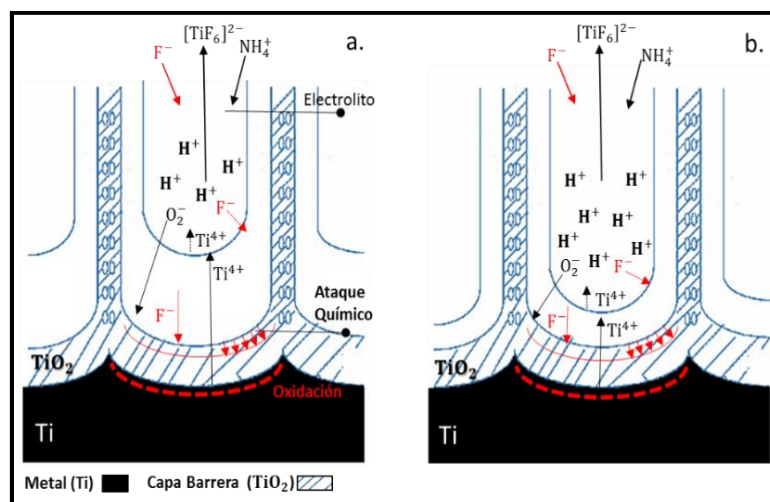 a.
[TiF₆]²⁻
F⁻
NH₄⁺
Electrolito
H⁺
H⁺
H⁺
H⁺
H⁺
O₂⁻
F⁻
Ti⁴⁺
Ti⁴⁺
Ataque
Químico
F⁻
TiO₂
Oxidación
Ti
b.
[TiF₆]²⁻
F⁻
NH₄⁺
H⁺
H⁺
H⁺
H⁺
H⁺
H⁺
H⁺
O₂⁻
F⁻
Ti⁴⁺
F⁻
Ti⁴⁺
TiO₂
Ti
Metal (Ti) Capa Barrera (TiO₂)